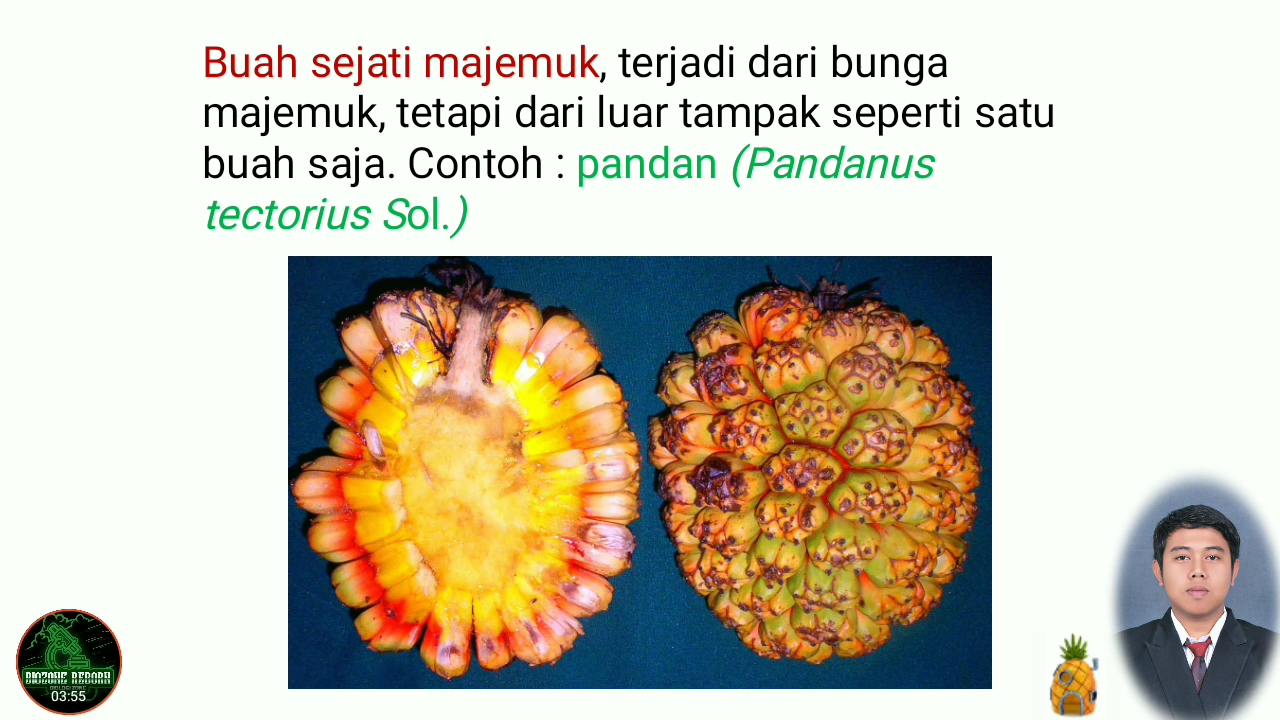 Buah sejati majemuk, terjadi dari bunga
majemuk, tetapi dari luar tampak seperti satu
buah saja. Contoh : pandan (Pandanus
tectorius Sol.)
BIOZONE REBORN
03:55